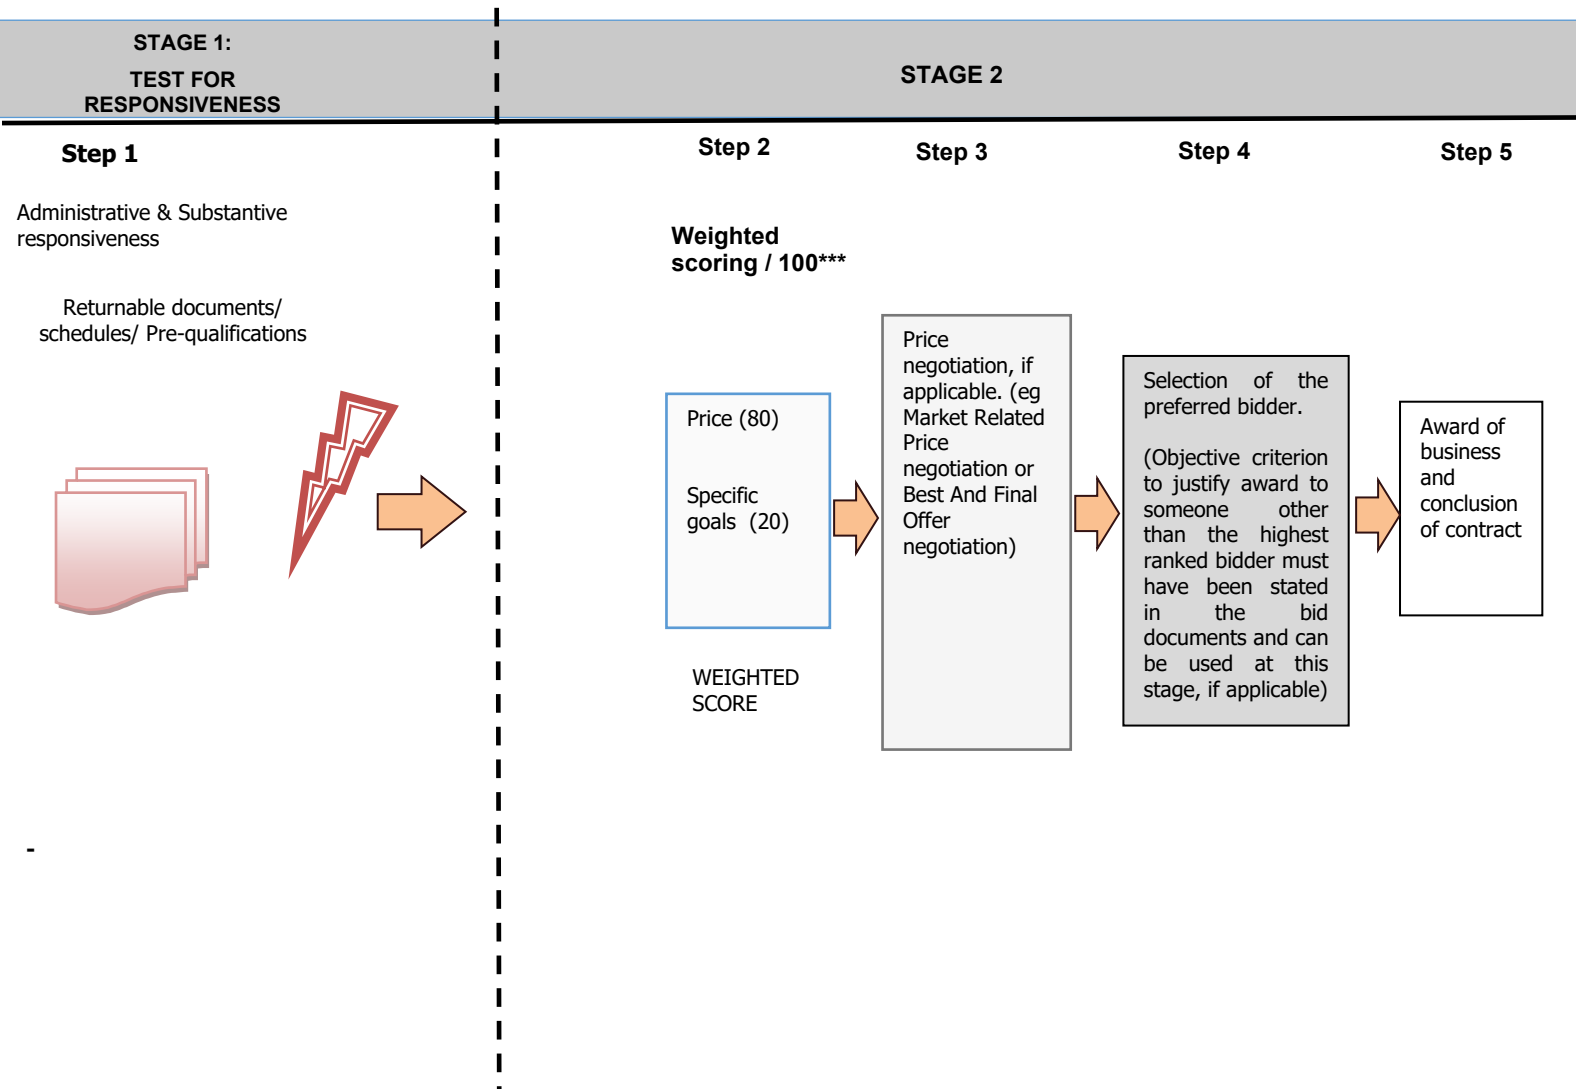 STAGE 1:
TEST FOR
RESPONSIVENESS
STAGE 2
Step 1
Step 2
Step 3
Step 4
Step 5
Administrative & Substantive
responsiveness
Returnable documents/
schedules/ Pre-qualifications
Weighted
scoring / 100***
Price (80)
Specific
goals (20)
WEIGHTED
SCORE
Price
negotiation, if
applicable. (eg
Market Related
Price
negotiation or
Best And Final
Offer
negotiation)
Selection of the
preferred bidder.
(Objective criterion
to justify award to
someone other
than the highest
ranked bidder must
have been stated
in the bid
documents and can
be used at this
stage, if applicable)
Award of
business
and
conclusion
of contract
-